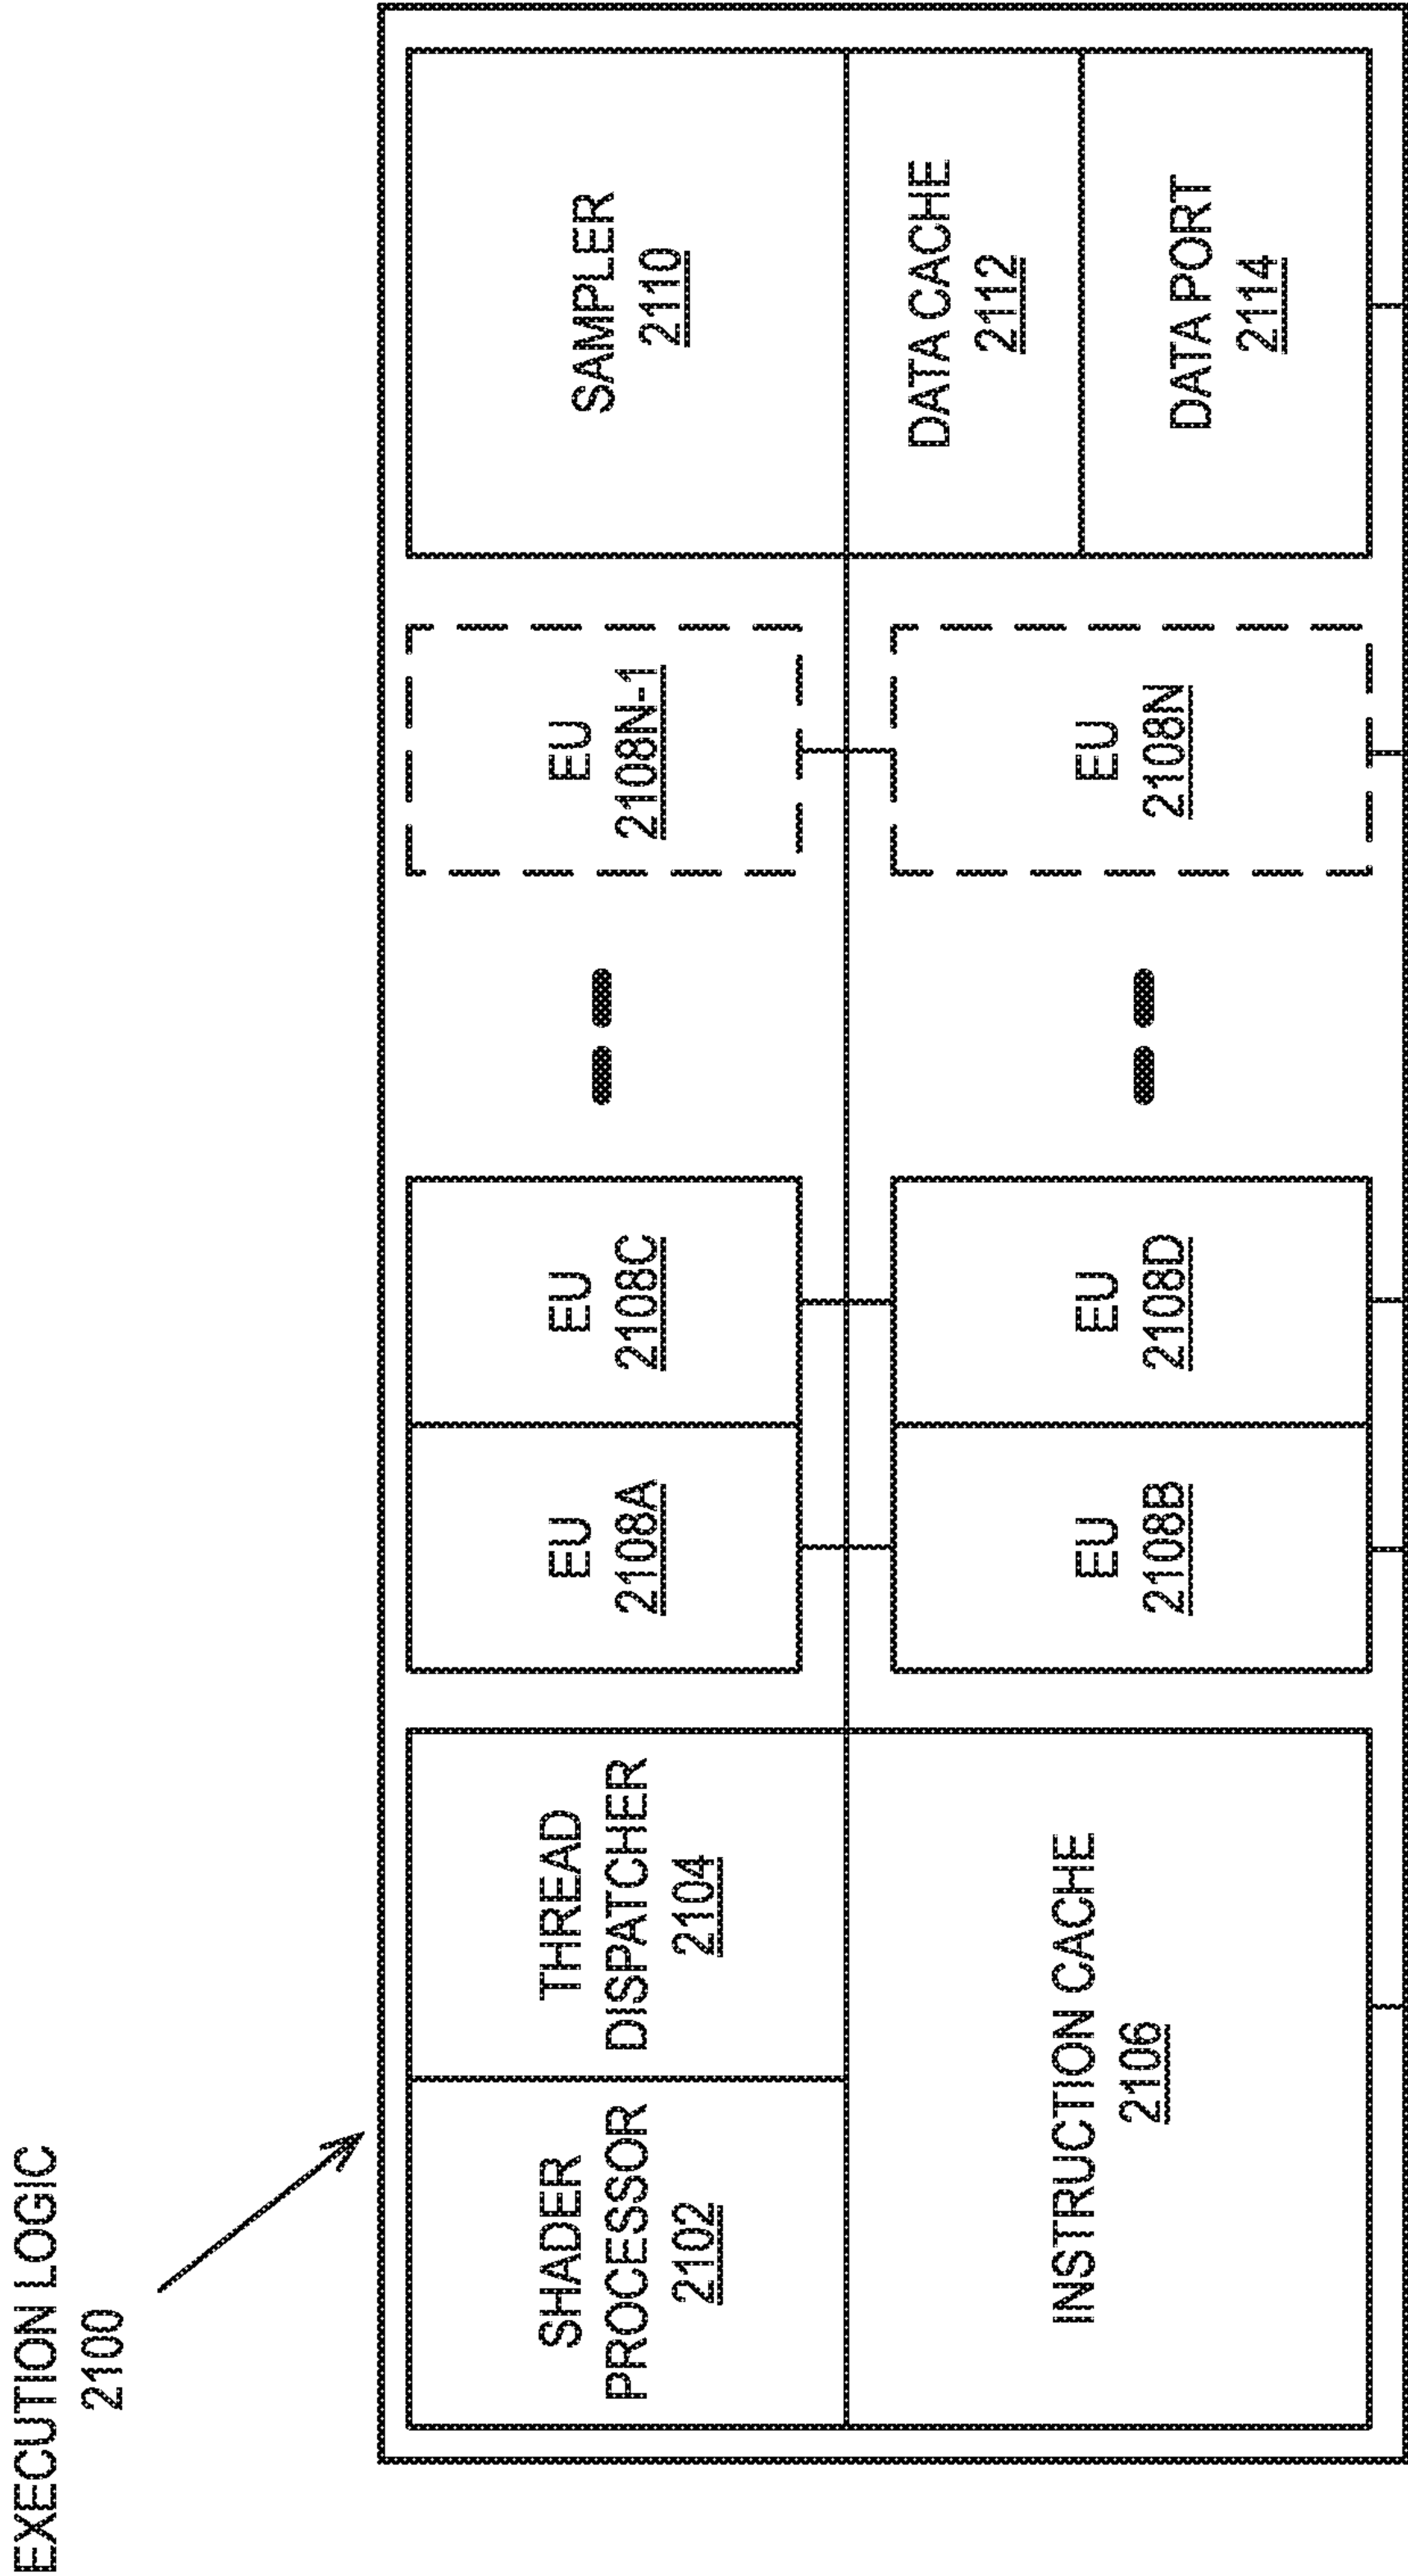 EXECUTION LOGIC
2100
SHADER
PROCESSOR
2102
THREAD
DISPATCHER
2104
INSTRUCTION CACHE
2106
EU
2108A
EU
2108C
EU
2108N-1
EU
2108B
EU
2108D
EU
2108N
SAMPLER
2110
DATA CACHE
2112
DATA PORT
2114